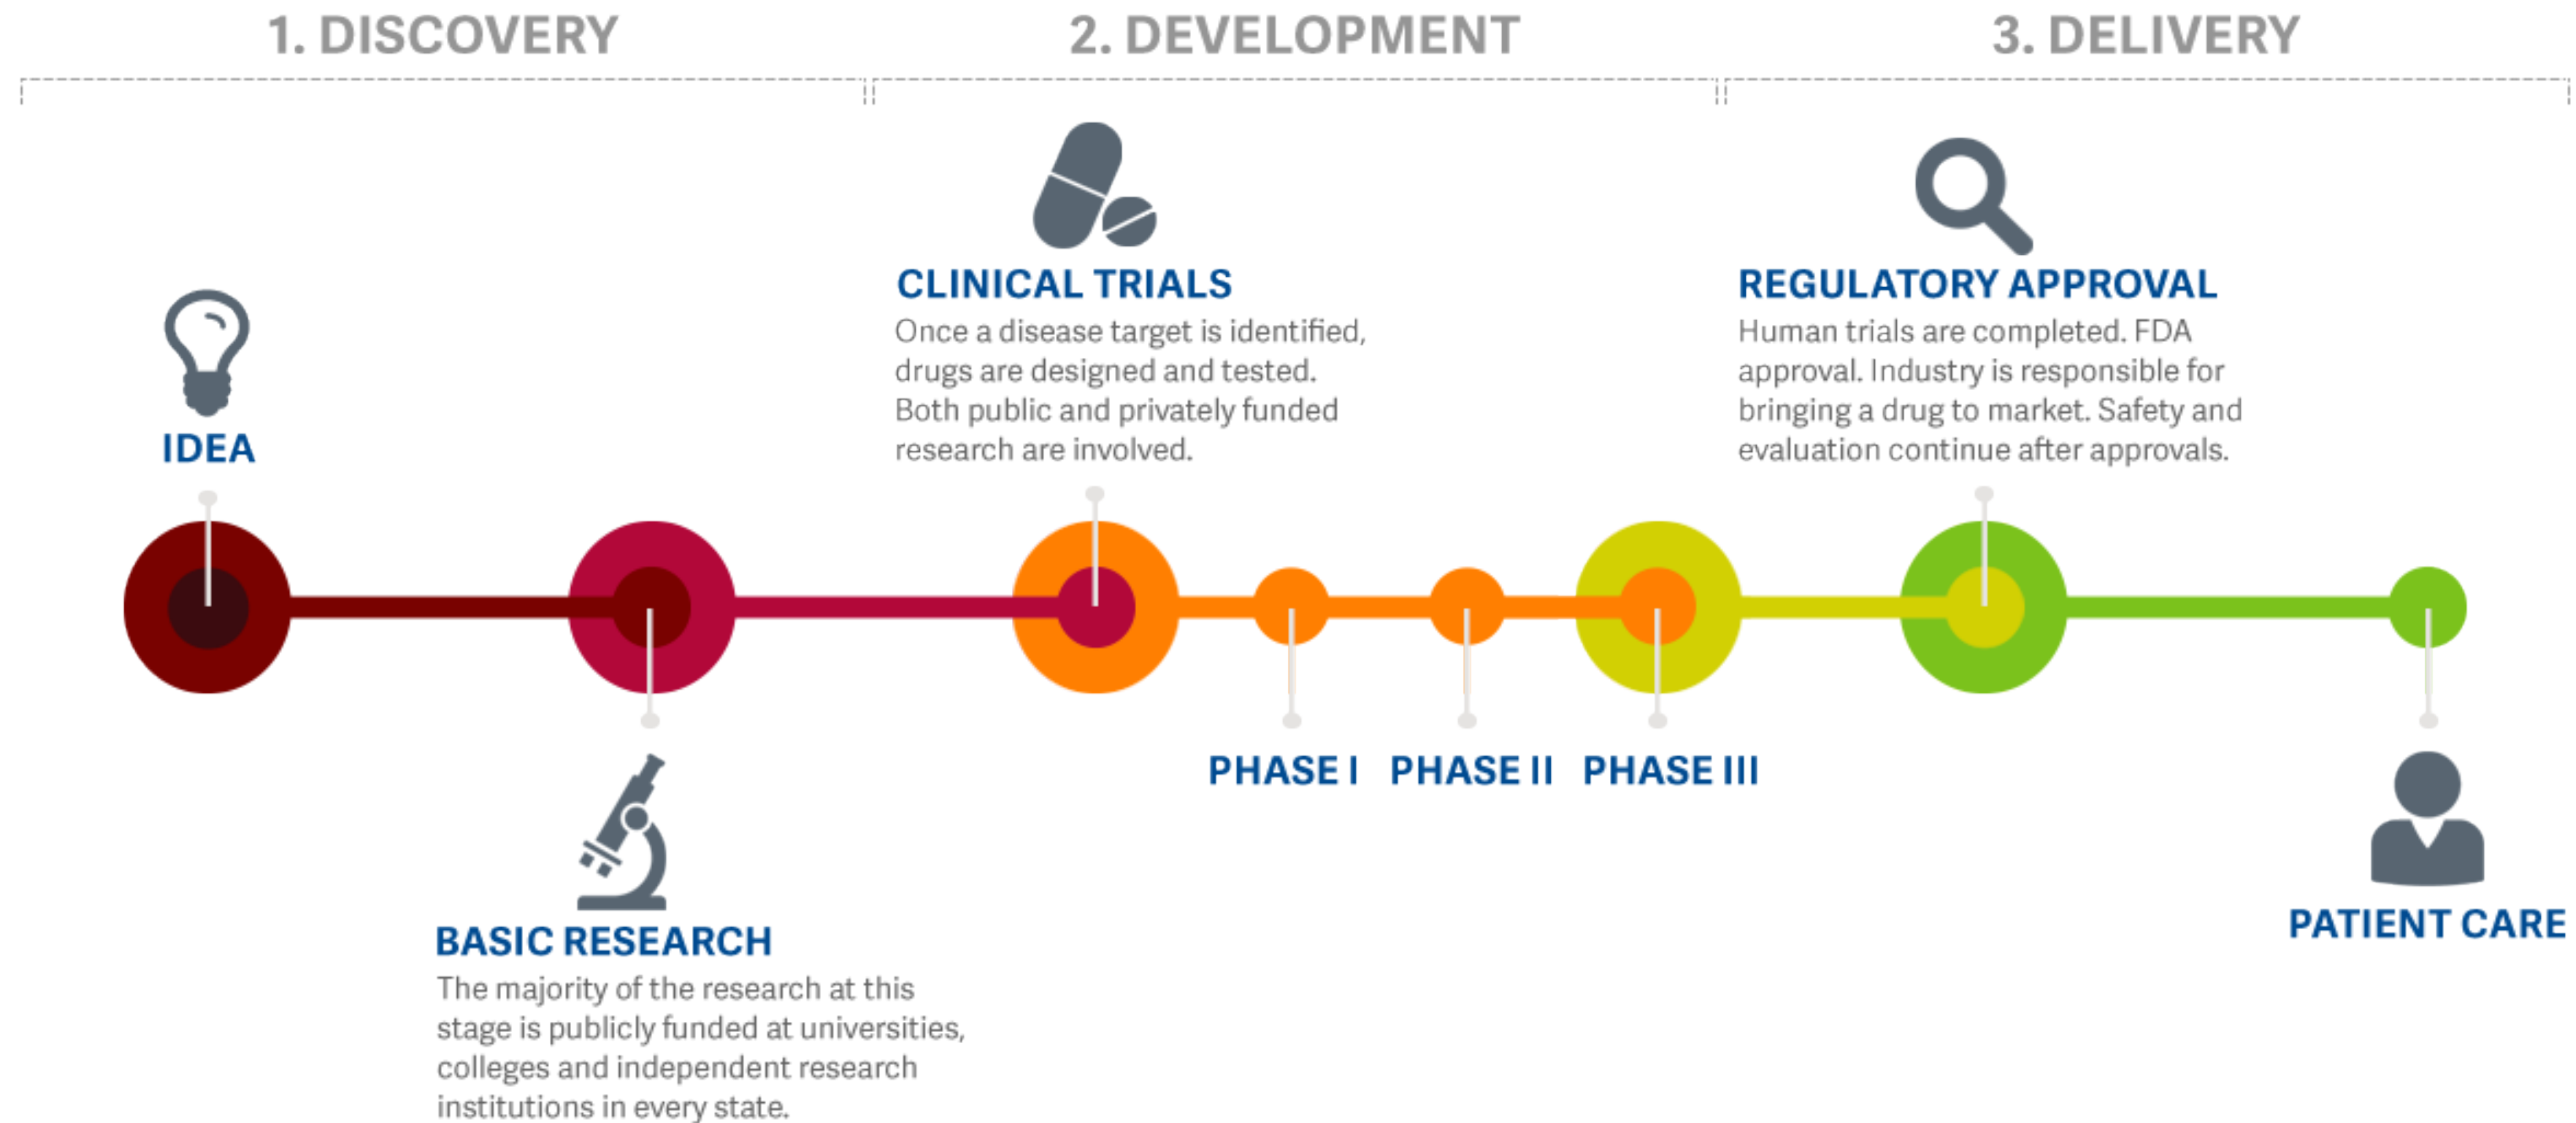 1. DISCOVERY
2. DEVELOPMENT
3. DELIVERY
IDEA
BASIC RESEARCH
The majority of the research at this
stage is publicly funded at universities,
colleges and independent research
institutions in every state.
CLINICAL TRIALS
Once a disease target is identified,
drugs are designed and tested.
Both public and privately funded
research are involved.
PHASE I
PHASE II
PHASE III
REGULATORY APPROVAL
Human trials are completed. FDA
approval. Industry is responsible for
bringing a drug to market. Safety and
evaluation continue after approvals.
PATIENT CARE